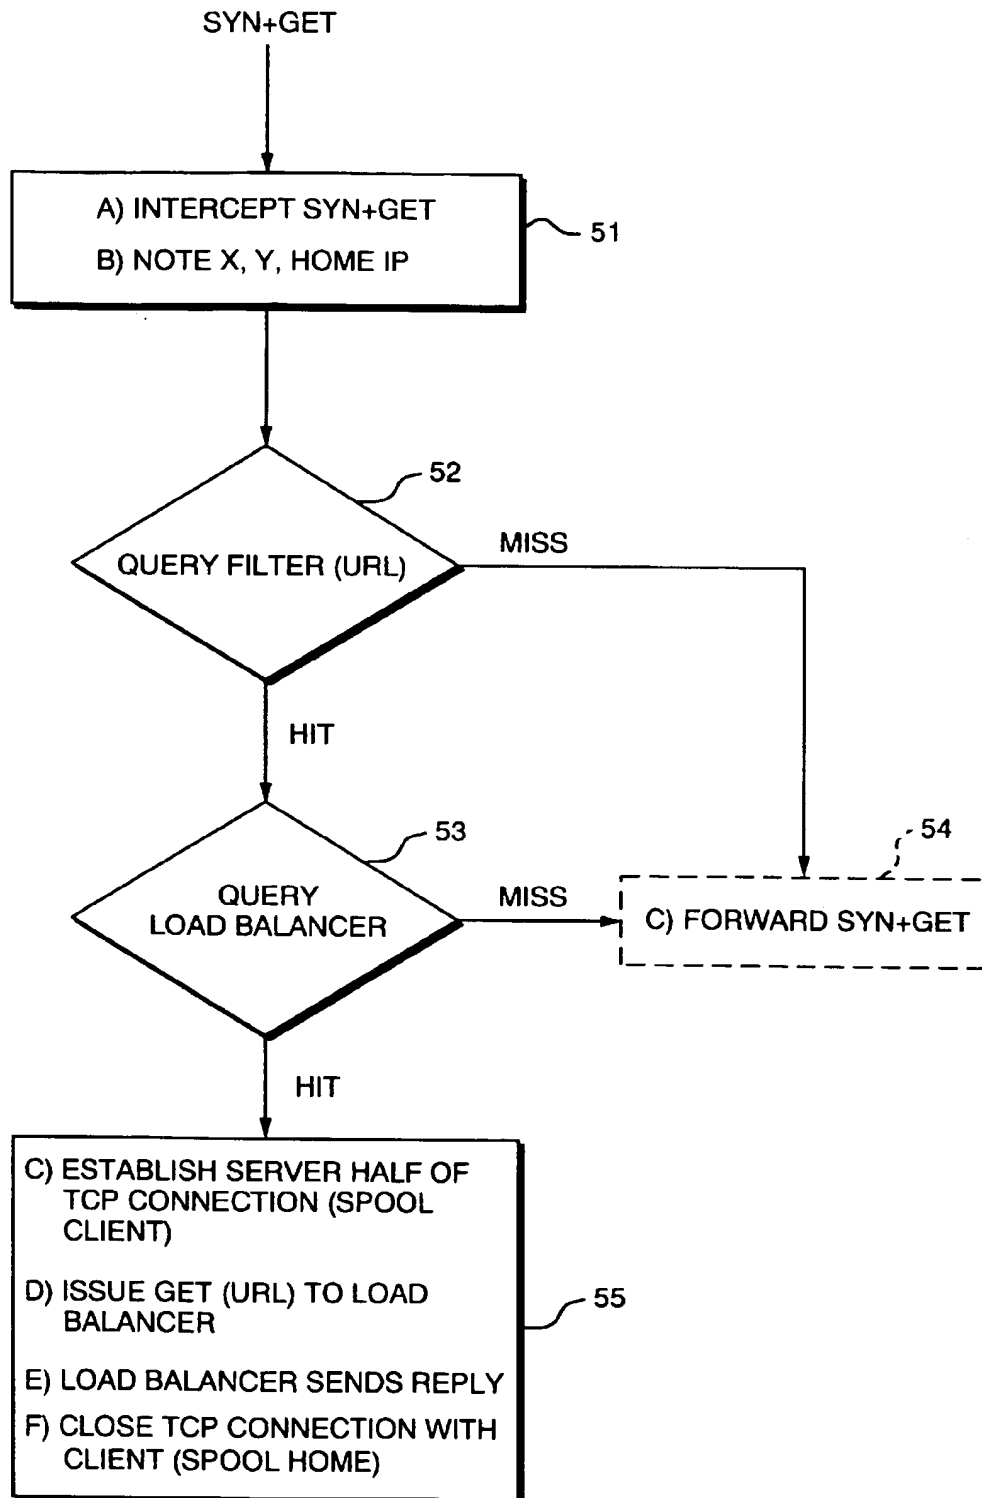 SYN+GET
A) INTERCEPT SYN+GET
B) NOTE X, Y, HOME IP
51
52
QUERY FILTER (URL)
MISS
HIT
53
QUERY
LOAD BALANCER
MISS
54
C) FORWARD SYN+GET
HIT
C) ESTABLISH SERVER HALF OF
TCP CONNECTION (SPOOL
CLIENT)
D) ISSUE GET (URL) TO LOAD
BALANCER
55
E) LOAD BALANCER SENDS REPLY
F) CLOSE TCP CONNECTION WITH
CLIENT (SPOOL HOME)